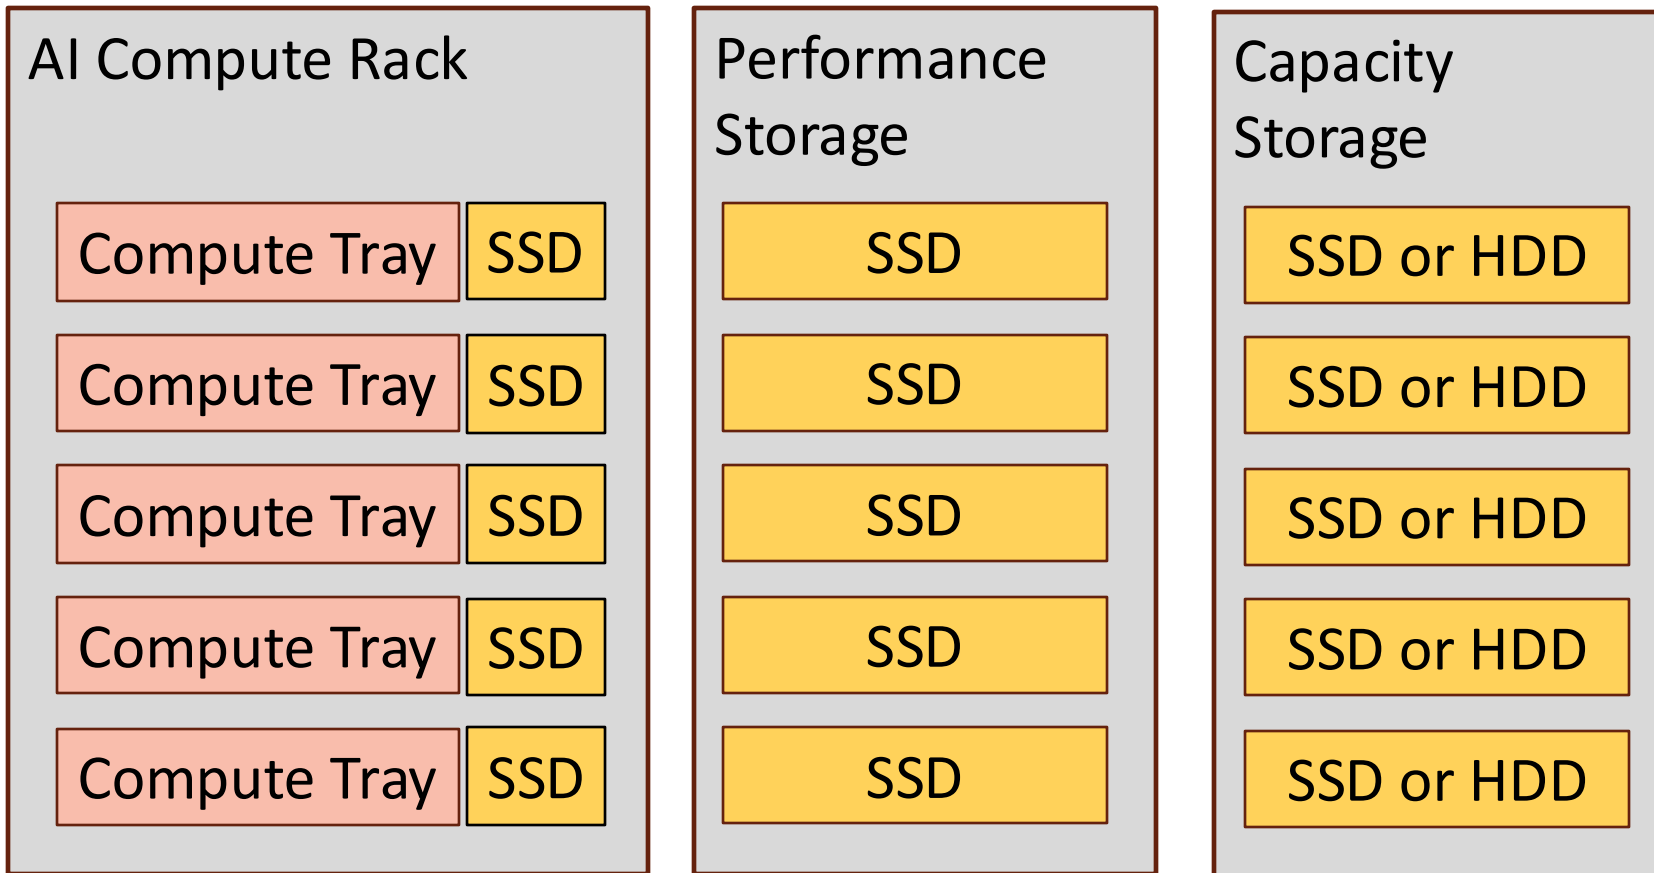 AI Compute Rack
Compute Tray SSD
Compute Tray SSD
Compute Tray SSD
Compute Tray SSD
Compute Tray SSD
Performance
Storage
SSD
SSD
SSD
SSD
SSD
Capacity
Storage
SSD or HDD
SSD or HDD
SSD or HDD
SSD or HDD
SSD or HDD